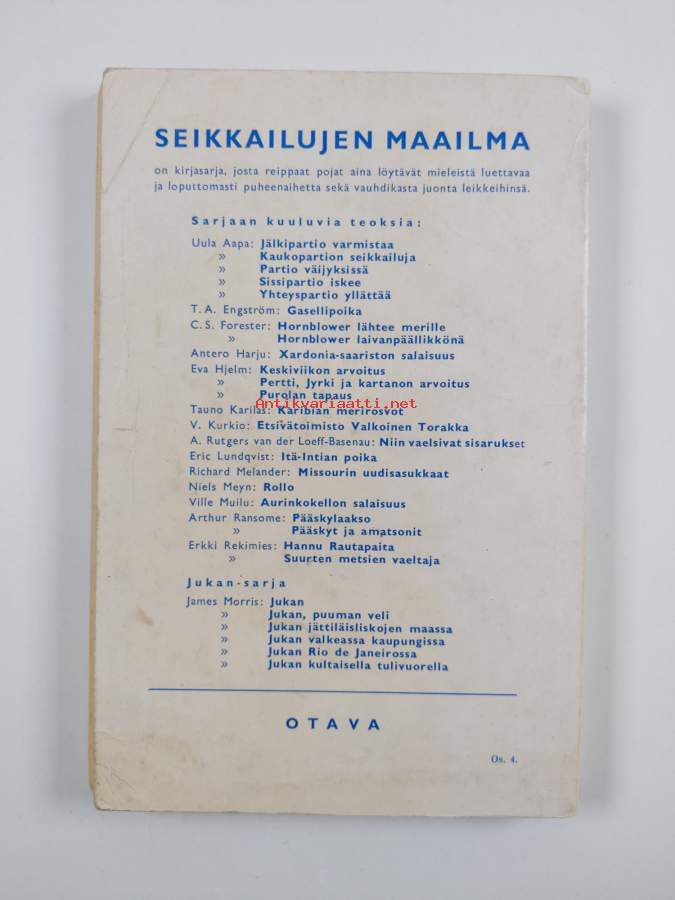 SEIKKAILUJEN MAAILMA
on kirjasarja, josta reippaat pojat aina löytävät mieleistä luettavaa
ja loputtomasti puheenaihetta sekä vauhdikasta juonta leikkeihinsä.
Sarjaan kuuluvia teoksia:
Uula Aapa: Jälkipartio varmistaa
» Kaukopartion seikkailuja
» Partio väijyksissä
» Sissipartio iskee
» Yhteyspartio yllättää
T. A. Engström: Gasellipoika
C. S. Forester: Hornblower lähtee merille
» Hornblower laivanpäällikkönä
Antero Harju: Xardonia-saariston salaisuus
Eva Hjelm: Keskiviikon arvoitus
» Pertti, Jyrki ja kartanon arvoitus
» Purolan tapaus
Antikvariaatti.net
Tauno Karilas: Karibian merirosvot
V. Kurkio: Etsivätoimisto Valkoinen Torakka
A. Rutgers van der Loeff-Basenau: Niin vaelsivat sisarukset
Eric Lundqvist: Itä-Intian poika
Richard Melander: Missourin uudisasukkaat
Niels Meyn: Rollo
Ville Muilu: Aurinkokellon salaisuus
Arthur Ransome: Pääskylaakso
» Pääskyt ja amatsonit
Erkki Rekimies: Hannu Rautapaita
» Suurten metsien vaeltaja
Jukan-sarja
James Morris: Jukan
» Jukan, puuman veli
» Jukan jättiläisliskojen maassa
» Jukan valkeassa kaupungissa
» Jukan Rio de Janeirossa
» Jukan kultaisella tulivuorella
OTAVA
Os. 4.